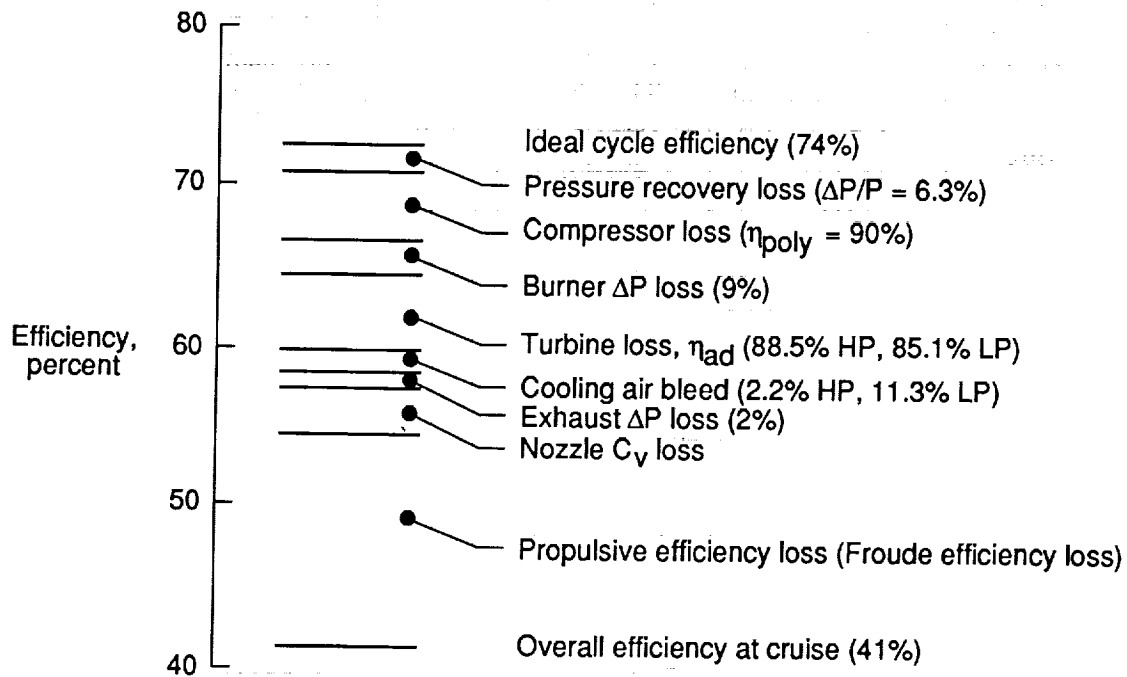 80
Ideal cycle efficiency (74%)
70
Pressure recovery loss (ΔP/P = 6.3%)
Compressor loss (ηpoly = 90%)
Burner ΔP loss (9%)
Efficiency,
percent
60
Turbine loss, ηad (88.5% HP, 85.1% LP)
Cooling air bleed (2.2% HP, 11.3% LP)
Exhaust ΔP loss (2%)
Nozzle Cv loss
50
Propulsive efficiency loss (Froude efficiency loss)
Overall efficiency at cruise (41%)
40